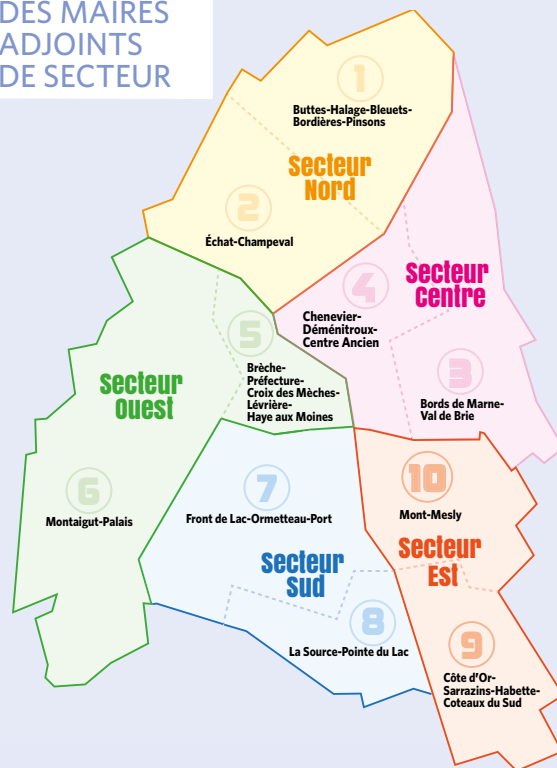 DES MAIRES
ADJOINTS
DE SECTEUR
1
Buttes-Halage-Bleuets-
Bordières-Pinsons
Secteur
Nord
2
Échat-Champeval
4
Chenevier-
Déménitroux-
Centre Ancien
Secteur
Centre
3
Bords de Marne-
Val de Brie
5
Brèche-
Préfecture-
Croix des Mèches-
Lévrière-
Haye aux Moines
Secteur
Ouest
6
Montaigut-Palais
7
Front de Lac-Ormetteau-Port
Secteur
Sud
8
La Source-Pointe du Lac
10
Mont-Mesly
Secteur
Est
9
Côte d'Or-
Sarrazins-Habette-
Coteaux du Sud